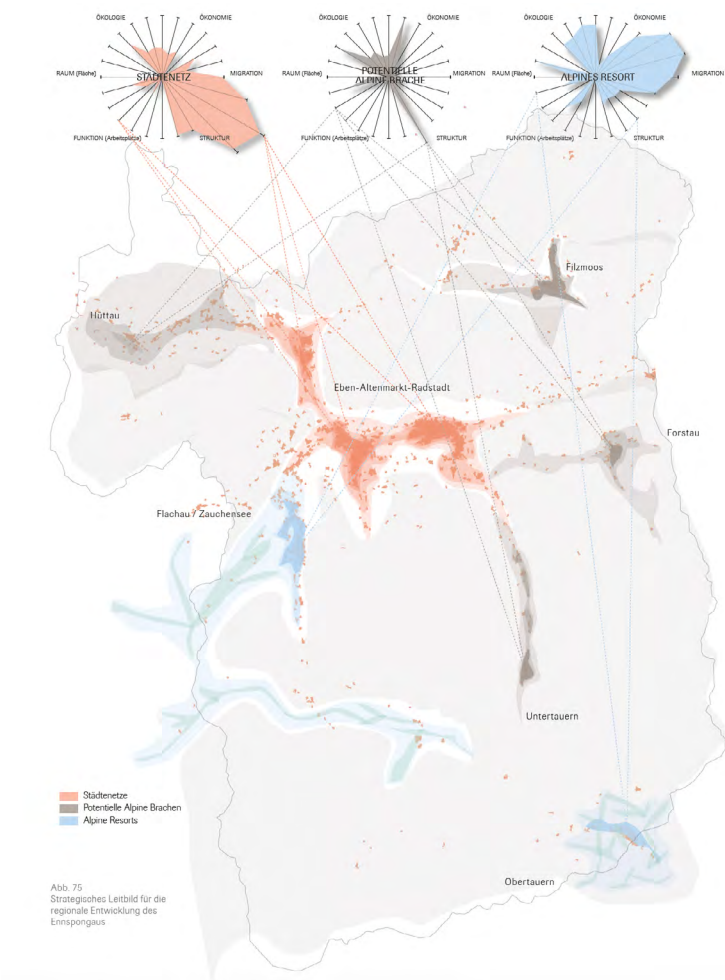 ÖKOLOGIE
ÖKONOMIE
RAUM (Fläche)
STÄDTENETZ
MIGRATION
FUNKTION (Arbeitsplätze)
STRUKTUR
ÖKOLOGIE
ÖKONOMIE
RAUM (Fläche)
POTENTIELLE
ALPINE BRACHE
MIGRATION
FUNKTION (Arbeitsplätze)
STRUKTUR
ÖKOLOGIE
ÖKONOMIE
RAUM (Fläche)
ALPINES RESORT
MIGRATION
FUNKTION (Arbeitsplätze)
STRUKTUR
Filzmoos
Hüttau
Eben-Altenmarkt-Radstadt
Forstau
Flachau / Zauchensee
Untertauern
Städtenetze
Potentielle Alpine Brachen
Alpine Resorts
Obertauern
Abb. 75
Strategisches Leitbild für die
regionale Entwicklung des
Ennspongaus